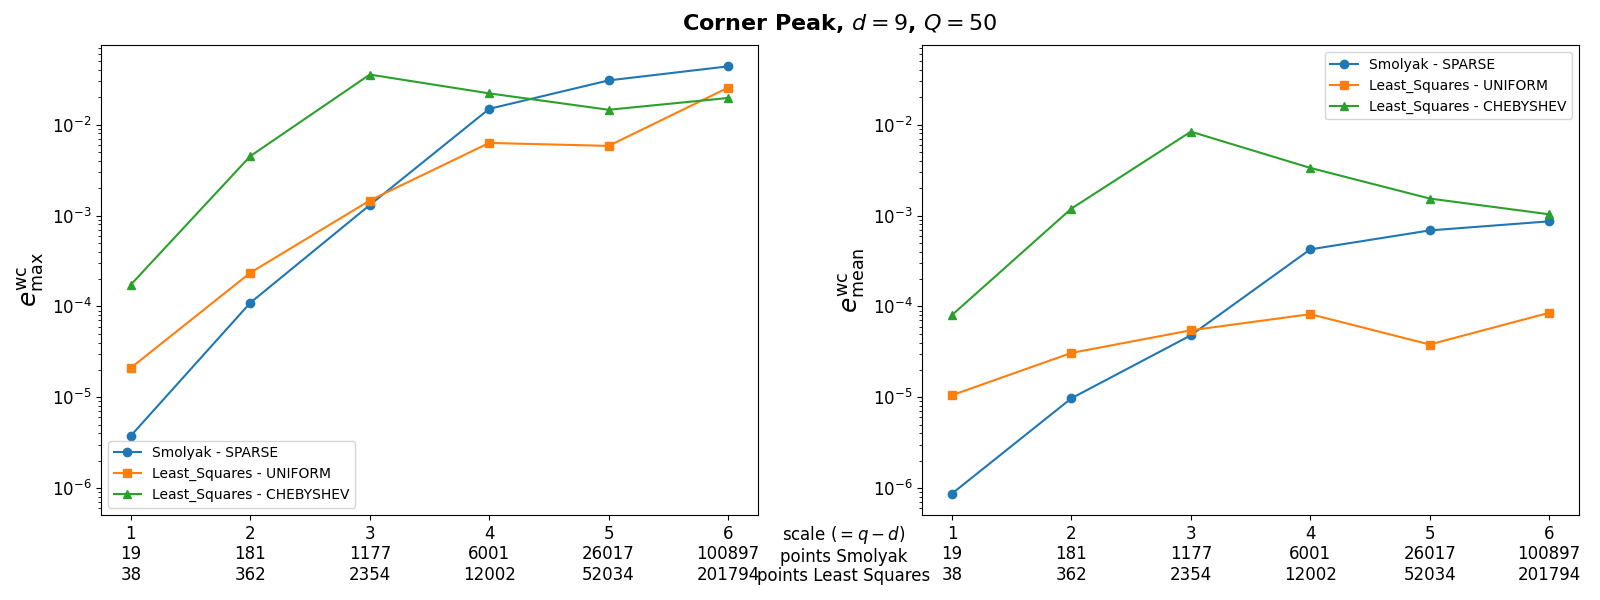 Corner Peak, d = 9, Q = 50
e^wc_max
10^-2
10^-3
10^-4
10^-5
10^-6
Smolyak - SPARSE
Least_Squares - UNIFORM
Least_Squares - CHEBYSHEV
1 2 3 4 5 6
19 181 1177 6001 26017 100897
38 362 2354 12002 52034 201794
scale (= q − d)
points Smolyak
points Least Squares
e^wc_mean
10^-2
10^-3
10^-4
10^-5
10^-6
Smolyak - SPARSE
Least_Squares - UNIFORM
Least_Squares - CHEBYSHEV
1 2 3 4 5 6
19 181 1177 6001 26017 100897
38 362 2354 12002 52034 201794